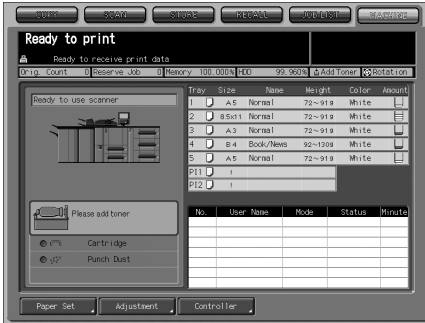 COPY SCAN STORE RECALL JOB LIST MACHINE
Ready to print
Ready to receive print data
Orig. Count 0 Reserve Job 0 Memory 100.000% HDD 99.960% Add Toner Rotation
Ready to use scanner
Tray Size Name Weight Color Amount
1 A5 Normal 72~91g White
2 8.5x11 Normal 72~91g White
3 A3 Normal 72~91g White
4 B4 Book/News 92~130g White
5 A5 Normal 72~91g White
PI1 !
PI2 !
Please add toner
Cartridge
Punch Dust
No. User Name Mode Status Minute
Paper Set Adjustment Controller